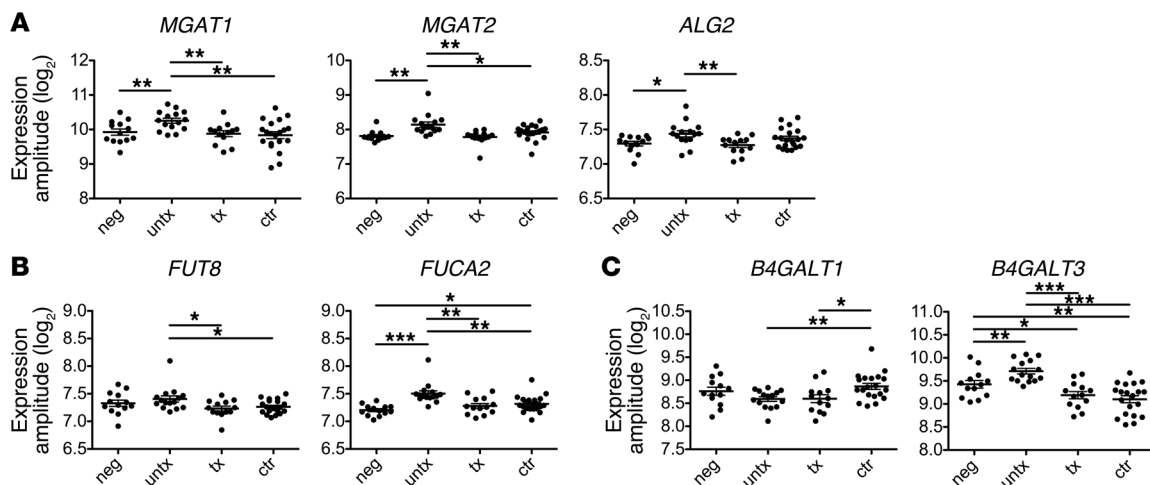 A
MGAT1
MGAT2
ALG2
Expression
amplitude (log2)
12
11
10
9
8
**
**
**
neg
untx
tx
ctr
10
9
8
7
6
**
**
*
neg
untx
tx
ctr
8.5
8.0
7.5
7.0
6.5
*
**
neg
untx
tx
ctr
B
FUT8
FUCA2
Expression
amplitude (log2)
9.0
8.5
8.0
7.5
7.0
6.5
*
*
neg
untx
tx
ctr
9.0
8.5
8.0
7.5
7.0
6.5
*
**
***
**
neg
untx
tx
ctr
C
B4GALT1
B4GALT3
Expression
amplitude (log2)
10.5
10.0
9.5
9.0
8.5
8.0
7.5
*
**
neg
untx
tx
ctr
11.0
10.5
10.0
9.5
9.0
8.5
8.0
***
***
**
*
**
neg
untx
tx
ctr